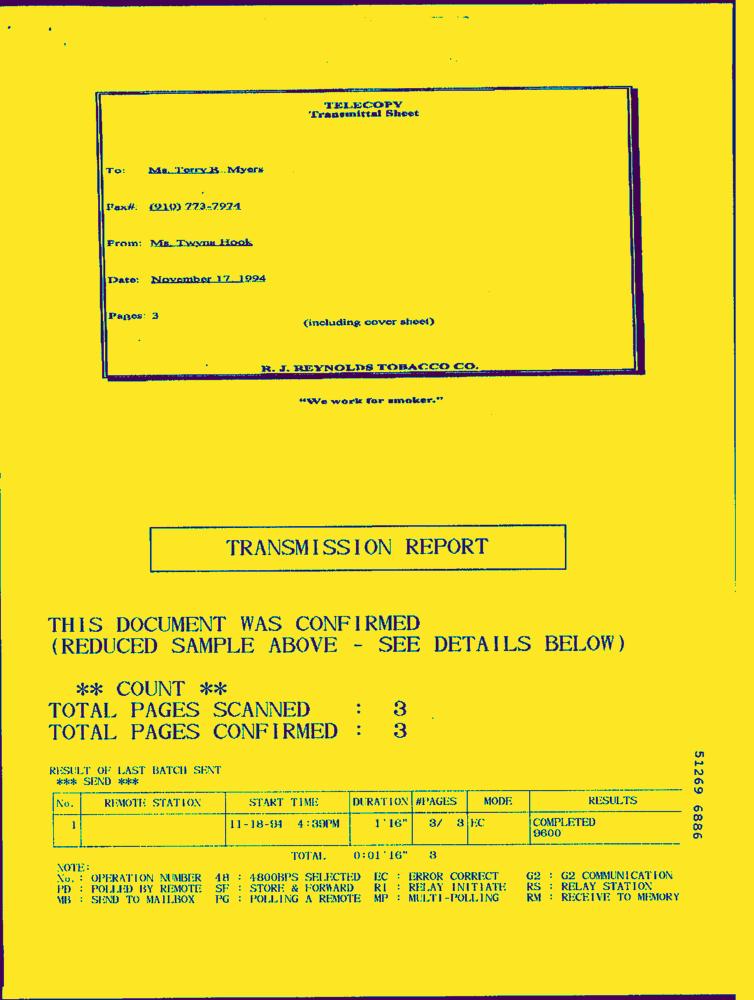 TELECOPY
Transmittal Sheet
To: Ms. Terry B. Myers
Fax#: (910) 773-7974
From: Ms. Twyna Hook
Date: November 17, 1994
Pages: 3
(including cover sheet)
R. J. REYNOLDS TOBACCO CO.
"We work for smoker."
TRANSMISSION REPORT
THIS DOCUMENT WAS CONFIRMED
(REDUCED SAMPLE ABOVE - SEE DETAILS BELOW)
** COUNT **
TOTAL PAGES SCANNED : 3
TOTAL PAGES CONFIRMED : 3
RESULT OF LAST BATCH SENT
*** SEND ***
No. REMOTE STATION START TIME DURATION #PAGES MODE RESULTS
1 11-18-94 4:39PM 1'16" 3/ 3 EC COMPLETED
9600
TOTAL 0:01'16" 3
NOTE:
No. : OPERATION NUMBER 48 : 4800BPS SELECTED EC : ERROR CORRECT G2 : G2 COMMUNICATION
PD : POLLED BY REMOTE SF : STORE & FORWARD RI : RELAY INITIATE RS : RELAY STATION
MB : SEND TO MAILBOX PG : POLLING A REMOTE MP : MULTI-POLLING RM : RECEIVE TO MEMORY
51269 6886